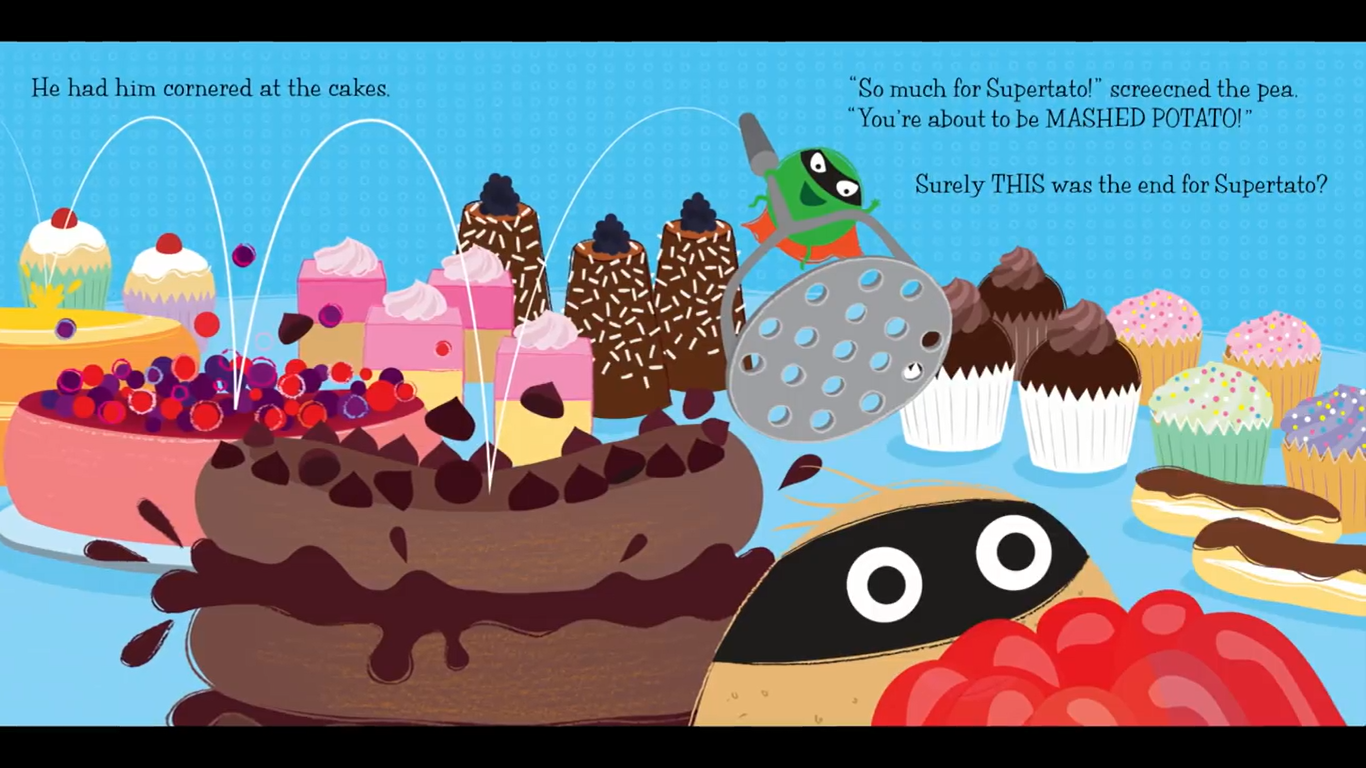 He had him cornered at the cakes.
“So much for Supertato!” screecned the pea.
“You're about to be MASHED POTATO!”
Surely THIS was the end for Supertato?